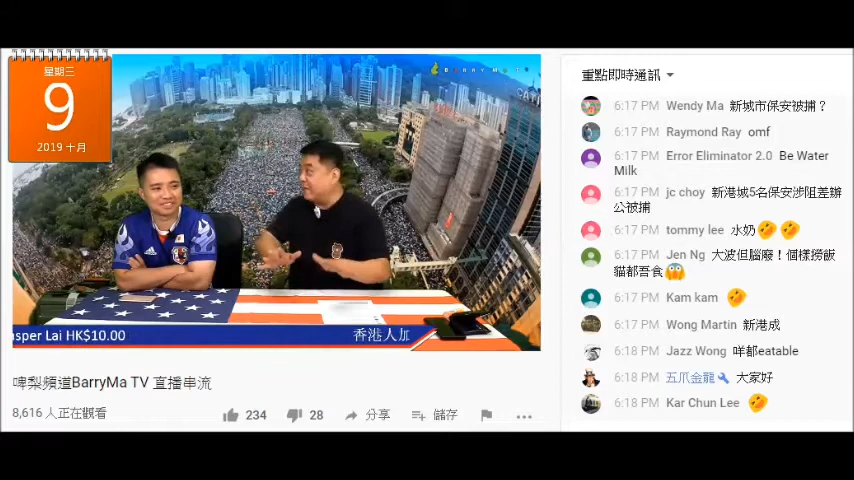 星期三
9
2019 十月
BARRYMATV
sper Lai HK$10.00
香港人加
啤梨頻道BarryMa TV 直播串流
8,616 人正在觀看
234
28
分享
儲存
重點即時通訊
6:17 PM Wendy Ma 新城市保安被捕？
6:17 PM Raymond Ray omf
6:17 PM Error Eliminator 2.0 Be Water
Milk
6:17 PM jc choy 新港城5名保安涉阻差辦
公被捕
6:17 PM tommy lee 水奶🤣🤣
6:17 PM Jen Ng 大波但腦廢！個樣撈飯
貓都吾食😱
6:17 PM Kam kam 🤣
6:17 PM Wong Martin 新港成
6:18 PM Jazz Wong 咩都eatable
6:18 PM 五爪金龍🔧 大家好
6:18 PM Kar Chun Lee 🤣